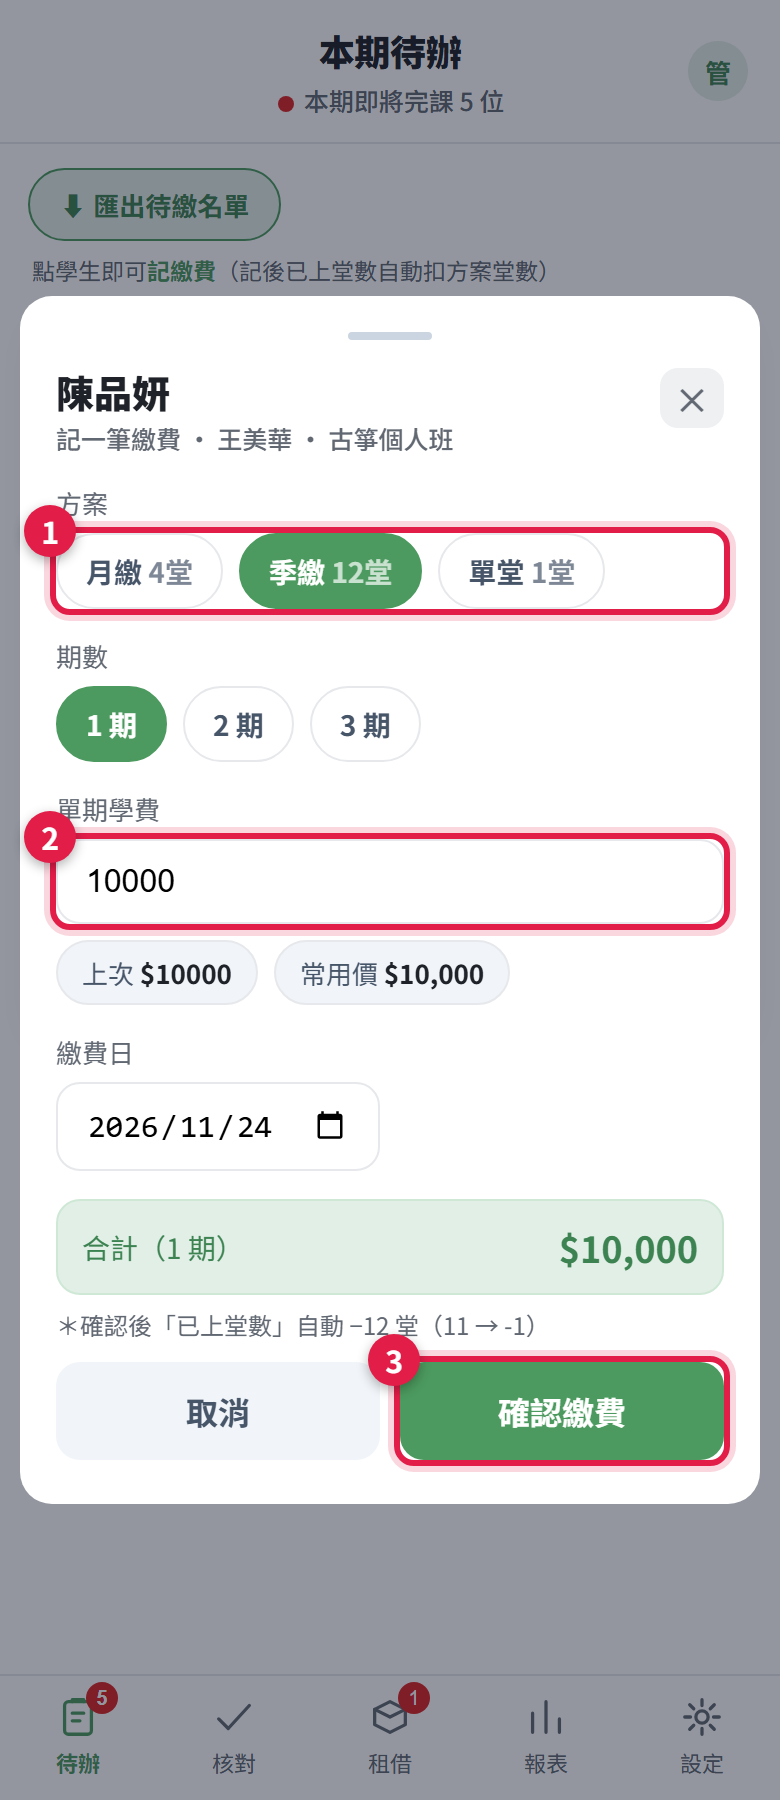 本期待辦
本期即將完課 5 位
管
⬇ 匯出待繳名單
點學生即可記繳費（記後已上堂數自動扣方案堂數）
陳品妍
記一筆繳費 · 王美華 · 古箏個人班
方案
1
月繳 4堂 季繳 12堂 單堂 1堂
期數
1 期 2 期 3 期
單期學費
2
10000
上次 $10000 常用價 $10,000
繳費日
2026/11/24
合計（1 期） $10,000
＊確認後「已上堂數」自動 −12 堂（11 → -1）
3
取消 確認繳費
5 1
待辦 核對 租借 報表 設定